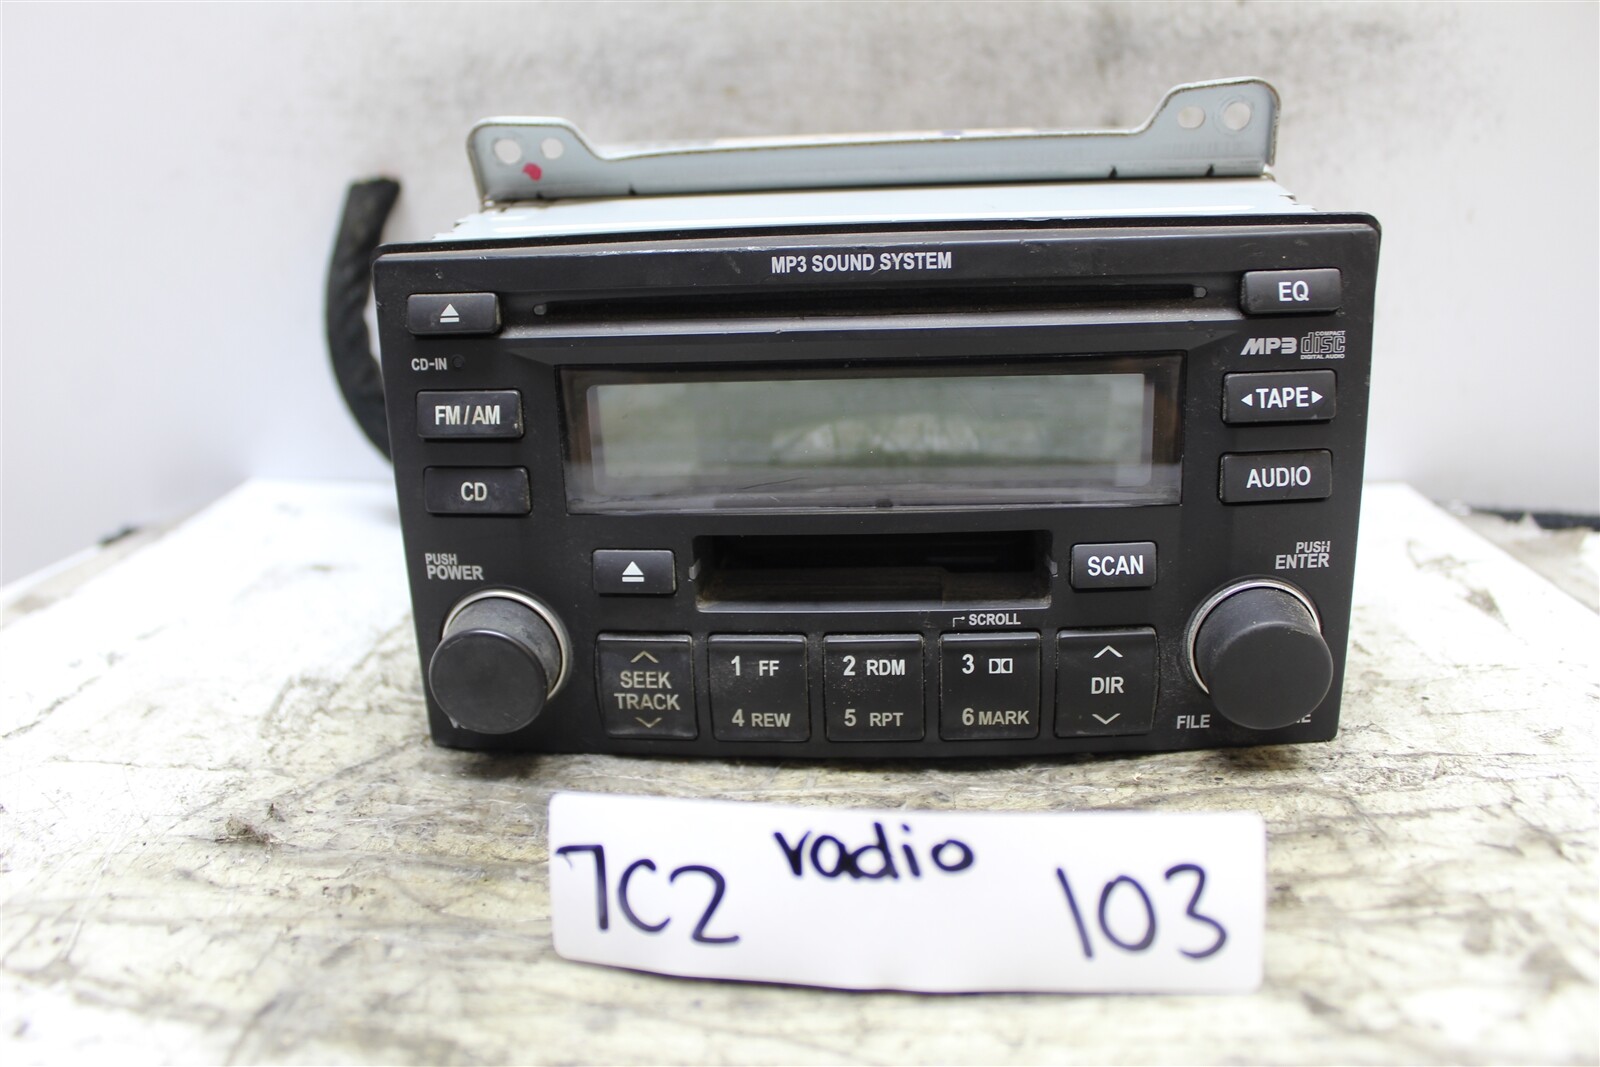 MP3 SOUND SYSTEM
EQ
CD-IN
MP3 COMPACT disc DIGITAL AUDIO
FM/AM
◂TAPE▸
CD
AUDIO
PUSH
POWER
SCAN
PUSH
ENTER
SCROLL
SEEK
TRACK
1 FF
4 REW
2 RDM
5 RPT
3
6 MARK
DIR
FILE
7C2 radio 103